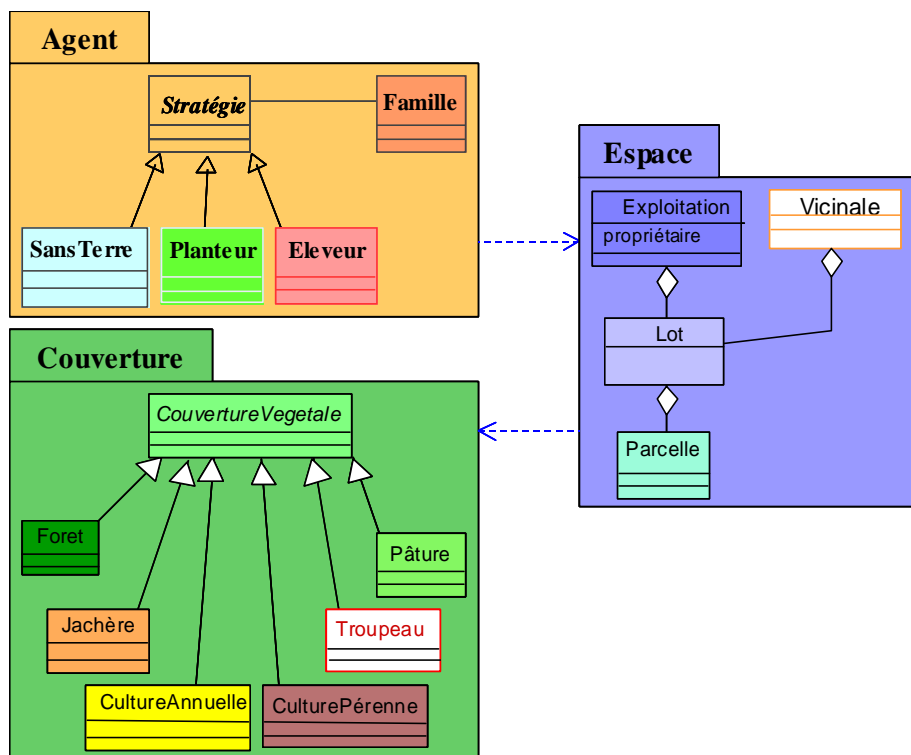 Agent
Stratégie
Famille
SansTerre
Planteur
Eleveur
Espace
Exploitation
propriétaire
Vicinale
Lot
Parcelle
Couverture
CouvertureVegetale
Foret
Pâture
Jachère
Troupeau
CultureAnnuelle
CulturePérenne